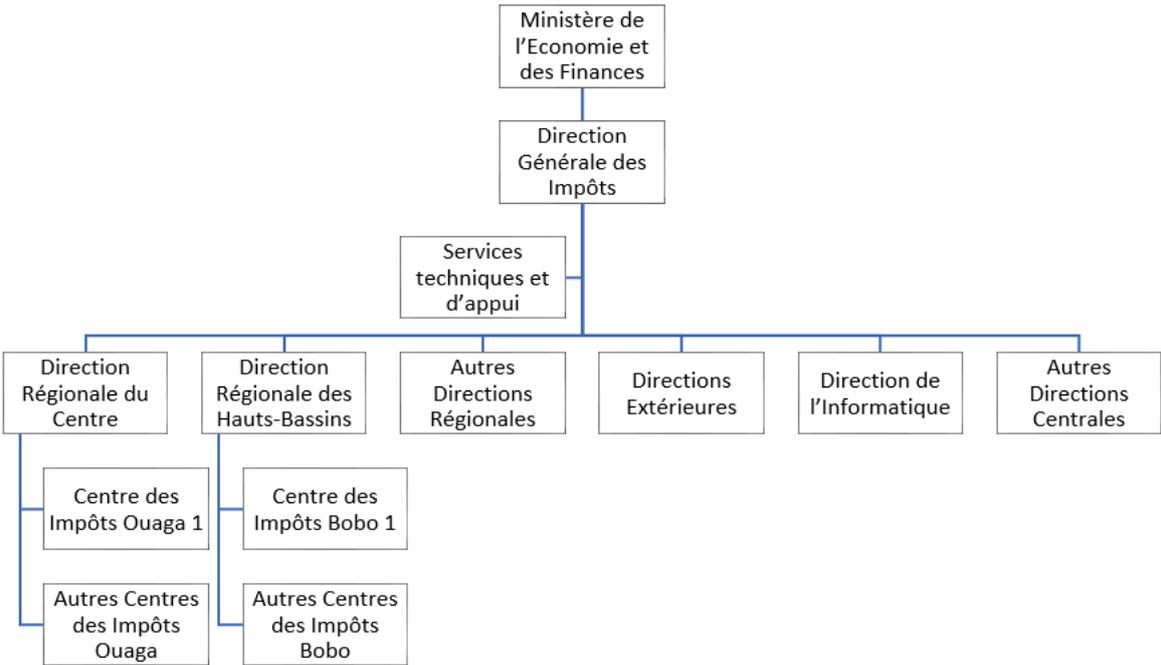 Ministère de
l’Economie et
des Finances
Direction
Générale des
Impôts
Services
techniques et
d’appui
Direction
Régionale du
Centre
Direction
Régionale des
Hauts-Bassins
Autres
Directions
Régionales
Directions
Extérieures
Direction de
l’Informatique
Autres
Directions
Centrales
Centre des
Impôts Ouaga 1
Centre des
Impôts Bobo 1
Autres Centres
des Impôts
Ouaga
Autres Centres
des Impôts
Bobo